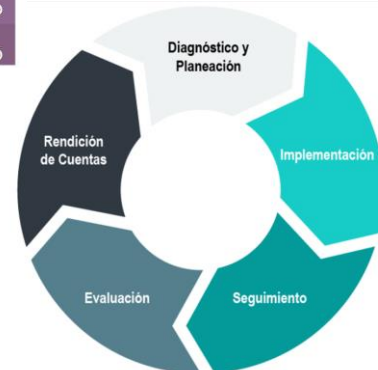 Diagnóstico y
Planeación
Implementación
Seguimiento
Evaluación
Rendición
de Cuentas